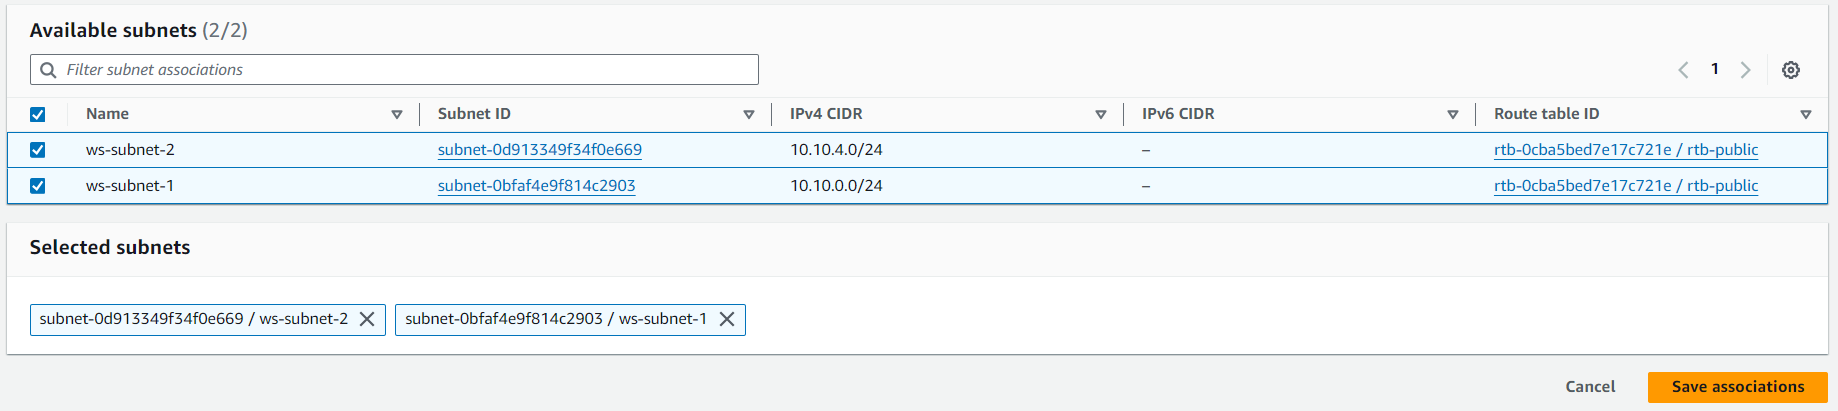 Available subnets (2/2)
Filter subnet associations
1
Name Subnet ID IPv4 CIDR IPv6 CIDR Route table ID
ws-subnet-2 subnet-0d913349f34f0e669 10.10.4.0/24 – rtb-0cba5bed7e17c721e / rtb-public
ws-subnet-1 subnet-0bfaf4e9f814c2903 10.10.0.0/24 – rtb-0cba5bed7e17c721e / rtb-public
Selected subnets
subnet-0d913349f34f0e669 / ws-subnet-2 subnet-0bfaf4e9f814c2903 / ws-subnet-1
Cancel Save associations